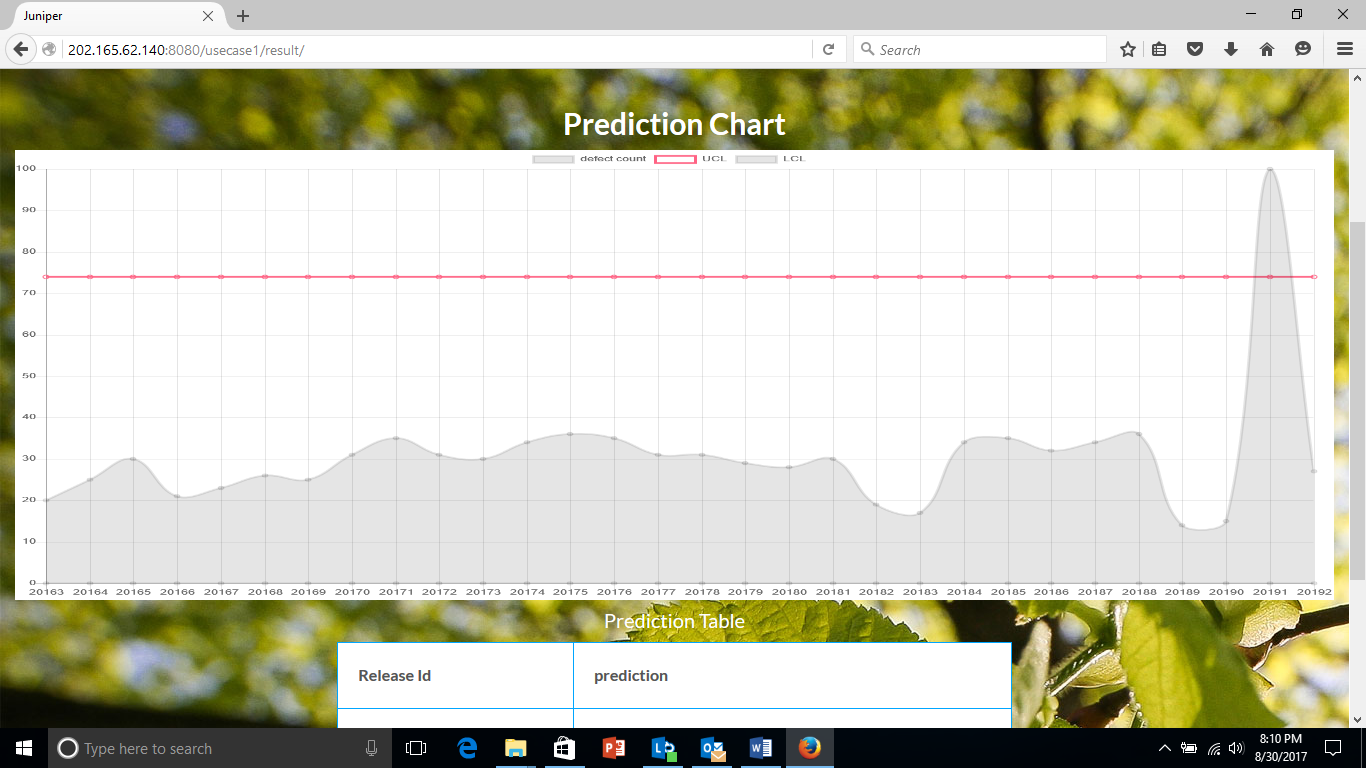 Juniper
202.165.62.140:8080/usecase1/result/
Search
Prediction Chart
defect count UCL LCL
100
90
80
70
60
50
40
30
20
10
0
20163 20164 20165 20166 20167 20168 20169 20170 20171 20172 20173 20174 20175 20176 20177 20178 20179 20180 20181 20182 20183 20184 20185 20186 20187 20188 20189 20190 20191 20192
Prediction Table
Release Id prediction
Type here to search
8:10 PM
8/30/2017